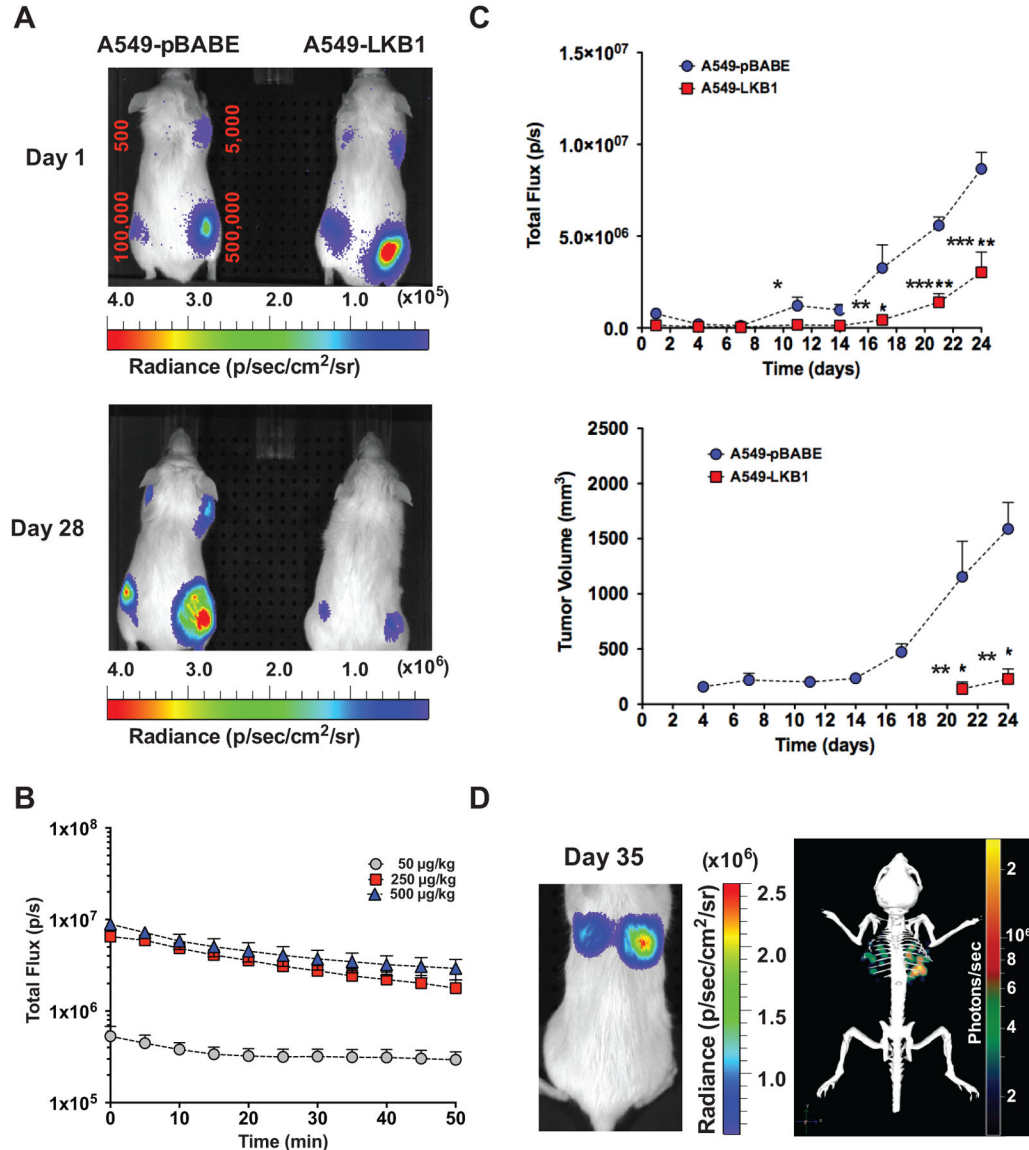 A
A549-pBABE
A549-LKB1
Day 1
500
5,000
100,000
500,000
4.0 3.0 2.0 1.0 (x10⁵)
Radiance (p/sec/cm²/sr)
Day 28
4.0 3.0 2.0 1.0 (x10⁶)
Radiance (p/sec/cm²/sr)
B
1x10⁸
1x10⁷
1x10⁶
1x10⁵
Total Flux (p/s)
50 µg/kg
250 µg/kg
500 µg/kg
0 10 20 30 40 50
Time (min)
C
1.5×10⁰⁷
1.0×10⁰⁷
5.0×10⁰⁶
0.0
Total Flux (p/s)
A549-pBABE
A549-LKB1
*
** *
*****
*** **
0 2 4 6 8 10 12 14 16 18 20 22 24
Time (days)
2500
2000
1500
1000
500
0
Tumor Volume (mm³)
A549-pBABE
A549-LKB1
** *
** *
0 2 4 6 8 10 12 14 16 18 20 22 24
Time (days)
D
Day 35
(x10⁶)
2.5
2.0
1.5
1.0
Radiance (p/sec/cm²/sr)
2
10⁶
8
6
4
2
Photons/sec